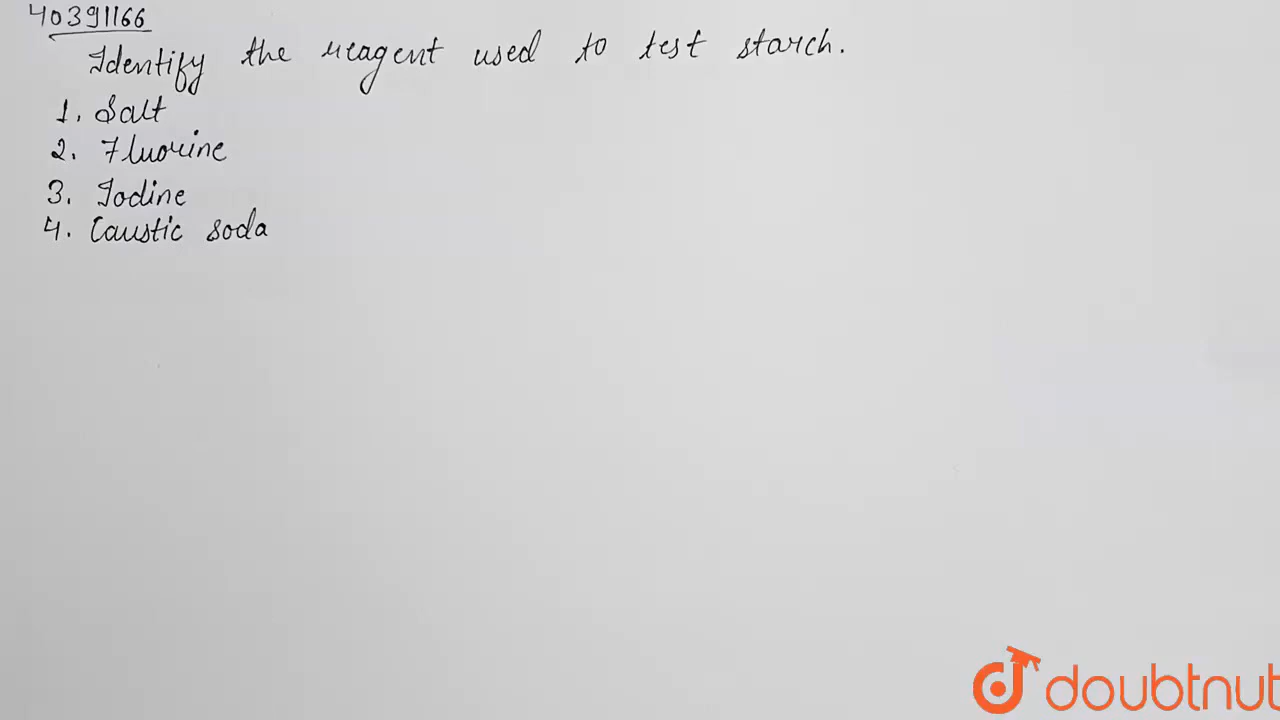 40391166
Identify the reagent used to test starch.
1. Salt
2. Fluorine
3. Iodine
4. Caustic soda
doubtnut